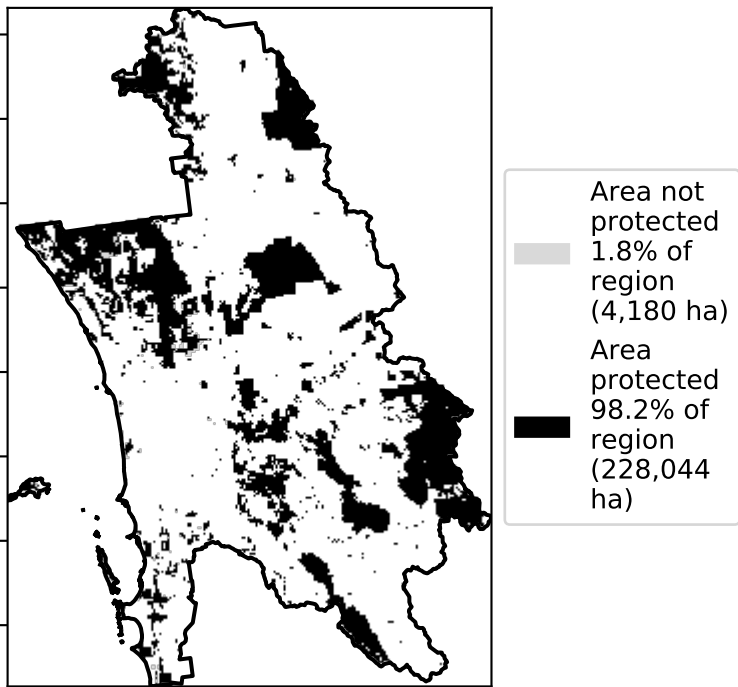 Area not
protected
1.8% of
region
(4,180 ha)
Area
protected
98.2% of
region
(228,044
ha)